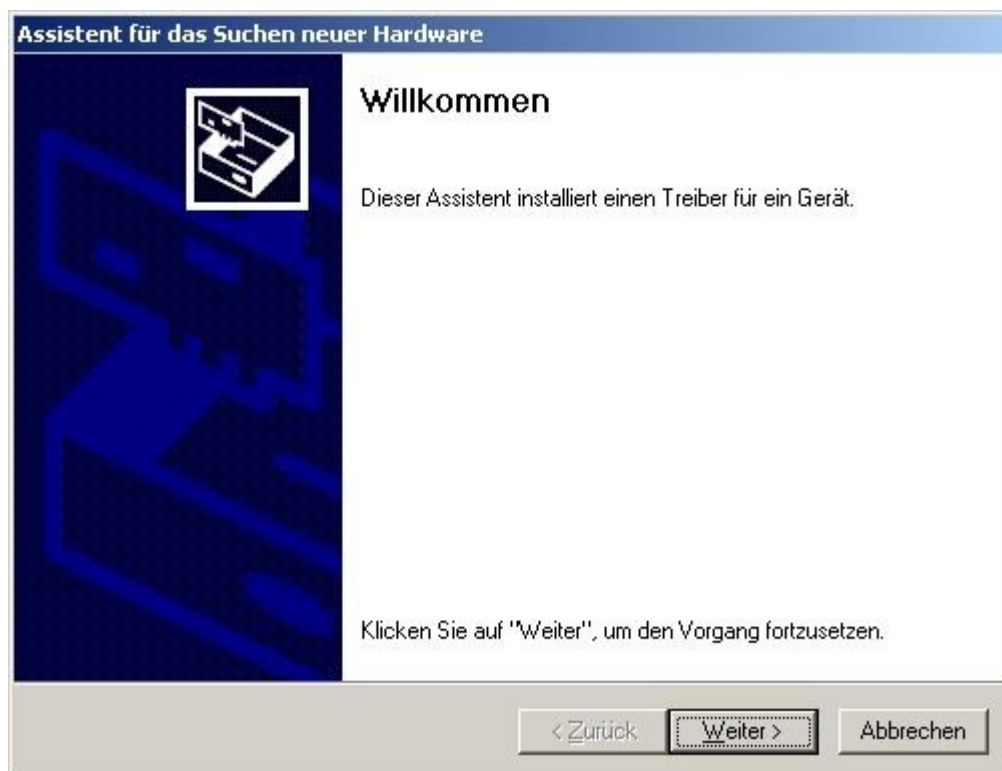 Assistent für das Suchen neuer Hardware
Willkommen
Dieser Assistent installiert einen Treiber für ein Gerät.
Klicken Sie auf "Weiter", um den Vorgang fortzusetzen.
< Zurück
Weiter >
Abbrechen